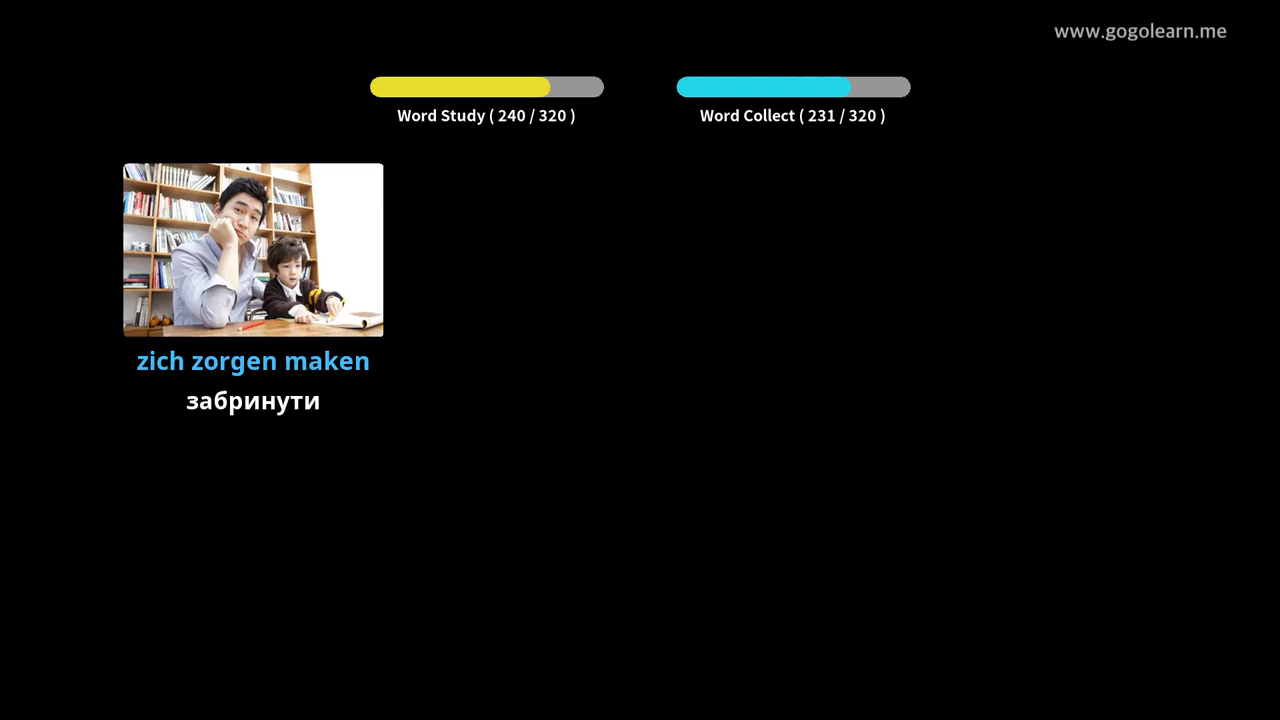 www.gogolearn.me
Word Study ( 240 / 320 )
Word Collect ( 231 / 320 )
zich zorgen maken
забринути